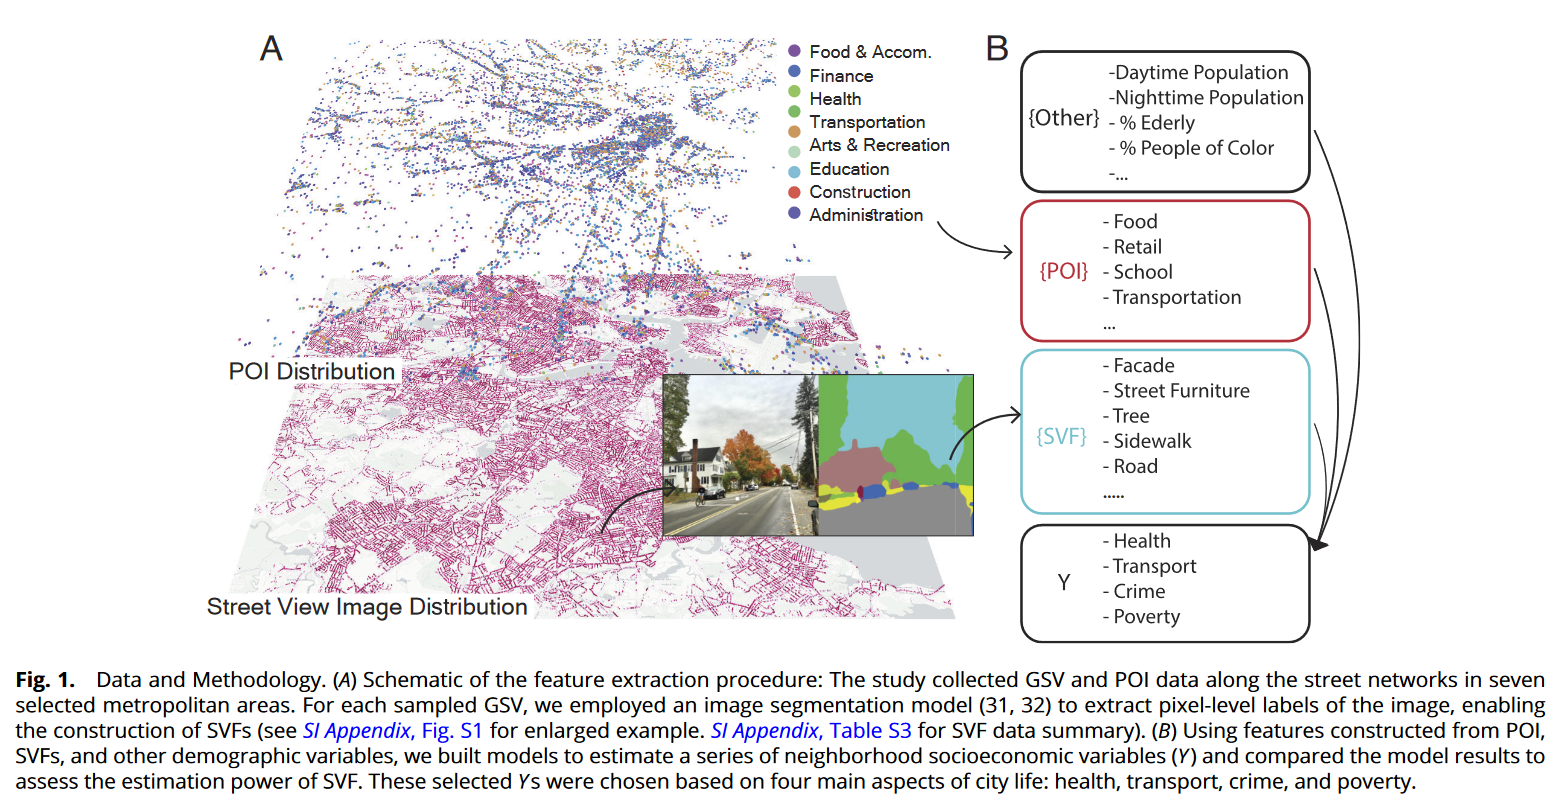 A
Food & Accom.
Finance
Health
Transportation
Arts & Recreation
Education
Construction
Administration
POI Distribution
Street View Image Distribution
B
{Other}
-Daytime Population
-Nighttime Population
- % Ederly
- % People of Color
-...
{POI}
- Food
- Retail
- School
- Transportation
...
{SVF}
- Facade
- Street Furniture
- Tree
- Sidewalk
- Road
.....
Y
- Health
- Transport
- Crime
- Poverty
Fig. 1. Data and Methodology. (A) Schematic of the feature extraction procedure: The study collected GSV and POI data along the street networks in seven
selected metropolitan areas. For each sampled GSV, we employed an image segmentation model (31, 32) to extract pixel-level labels of the image, enabling
the construction of SVFs (see SI Appendix, Fig. S1 for enlarged example. SI Appendix, Table S3 for SVF data summary). (B) Using features constructed from POI,
SVFs, and other demographic variables, we built models to estimate a series of neighborhood socioeconomic variables (Y) and compared the model results to
assess the estimation power of SVF. These selected Ys were chosen based on four main aspects of city life: health, transport, crime, and poverty.